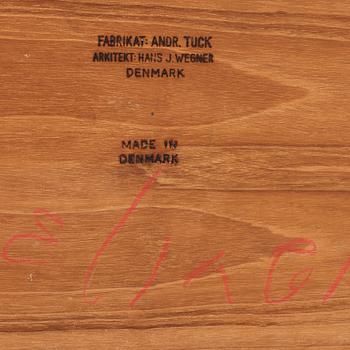 FABRIKAT: ANDR. TUCK
ARKITEKT: HANS J. WEGNER
DENMARK
MADE IN
DENMARK